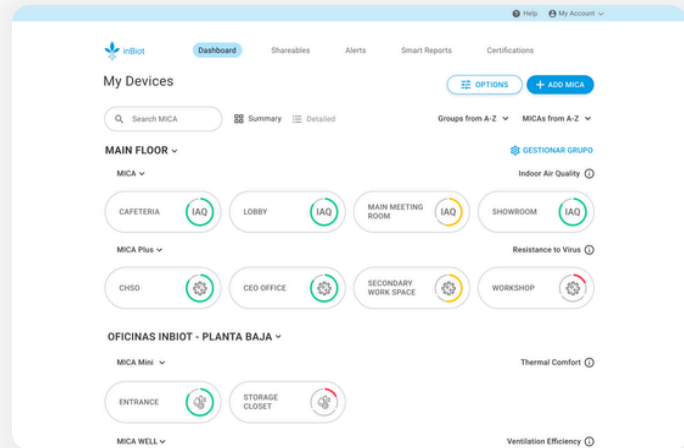 Help My Account
inBiot Dashboard Shareables Alerts Smart Reports Certifications
My Devices
OPTIONS + ADD MICA
Search MICA Summary Detailed Groups from A-Z MICAs from A-Z
MAIN FLOOR GESTIONAR GRUPO
MICA Indoor Air Quality
CAFETERIA IAQ LOBBY IAQ MAIN MEETING ROOM IAQ SHOWROOM IAQ
MICA Plus Resistance to Virus
CHSO CEO OFFICE SECONDARY WORK SPACE WORKSHOP
OFICINAS INBIOT - PLANTA BAJA
MICA Mini Thermal Comfort
ENTRANCE STORAGE CLOSET
MICA WELL Ventilation Efficiency